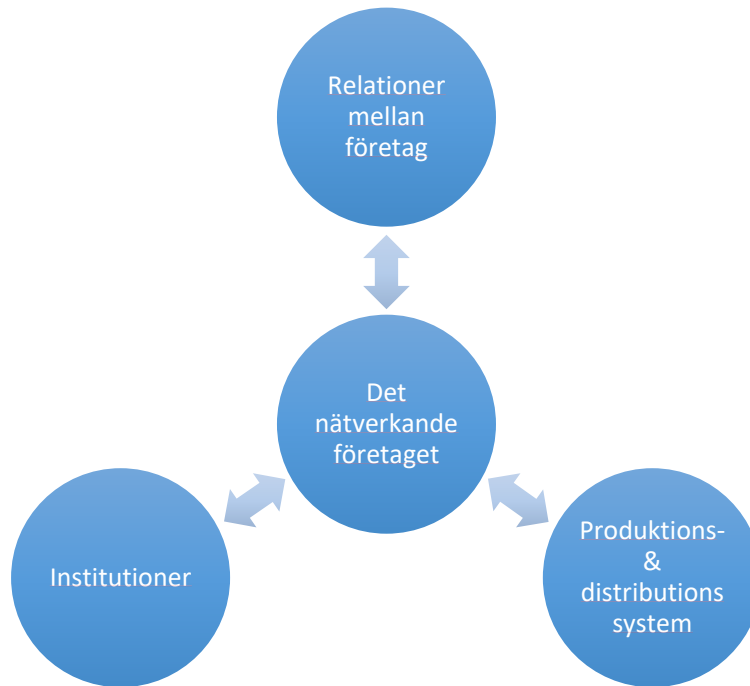 Relationer
mellan
företag
Det
nätverkande
företaget
Institutioner
Produktions-
&
distributions
system